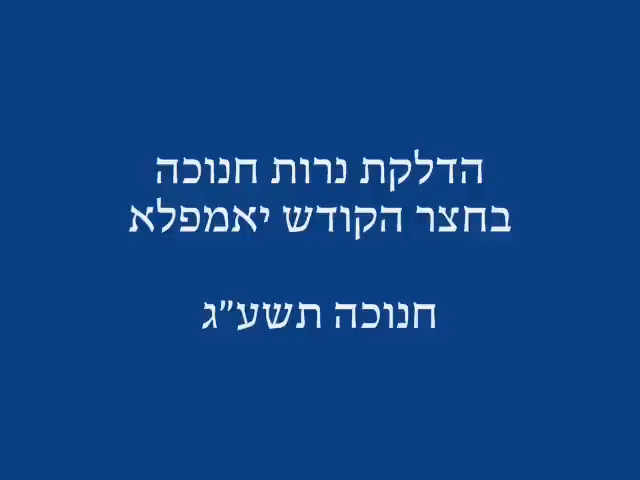 הדלקת נרות חנוכה
בחצר הקודש יאמפלא
חנוכה תשע"ג